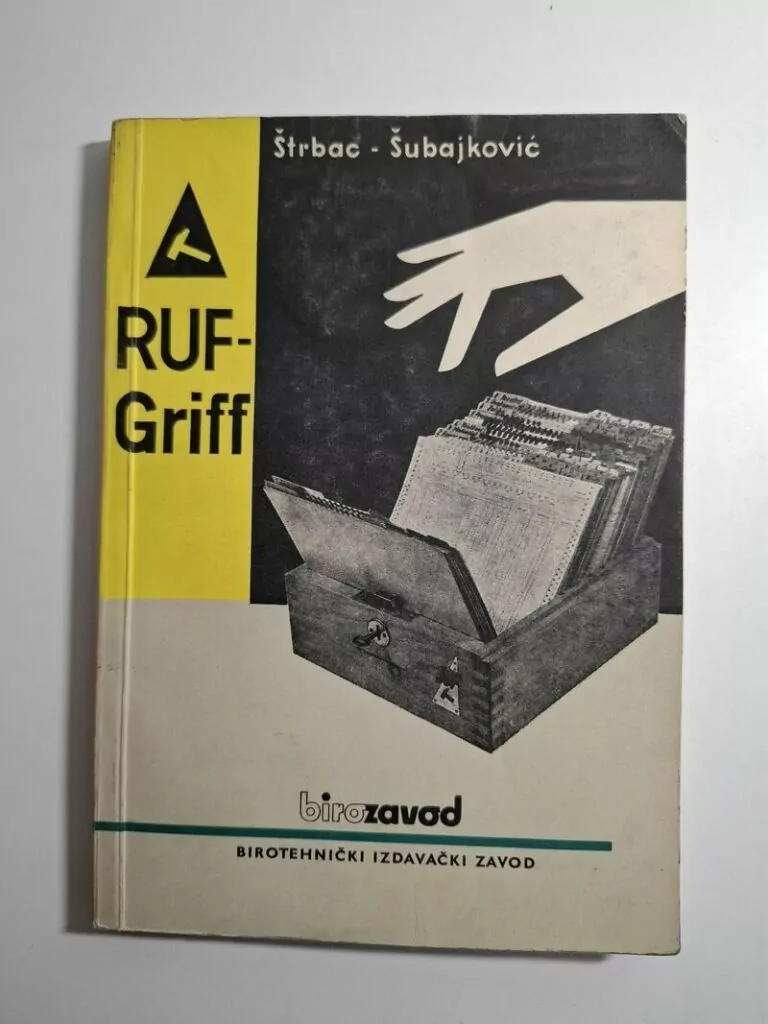 Štrbac - Šubajković
RUF-
Griff
birozavod
BIROTEHNIČKI IZDAVAČKI ZAVOD